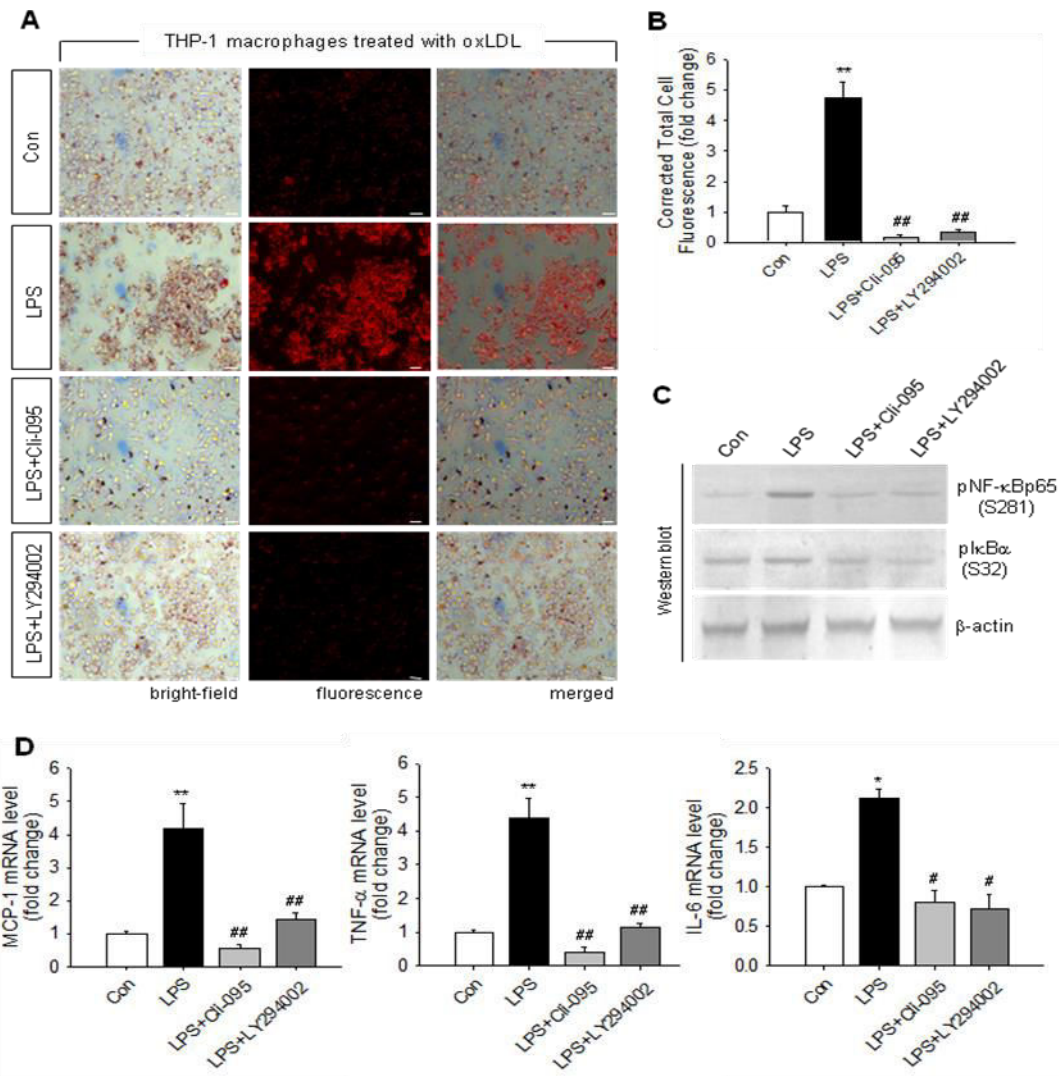 A
THP-1 macrophages treated with oxLDL
Con
LPS
LPS+Cli-095
LPS+LY294002
bright-field
fluorescence
merged
B
Corrected Total Cell
Fluorescence (fold change)
6
5
4
3
2
1
0
**
##
##
Con
LPS
LPS+Cli-095
LPS+LY294002
C
Con
LPS
LPS+Cli-095
LPS+LY294002
Western blot
pNF-κBp65
(S281)
pIκBα
(S32)
β-actin
D
MCP-1 mRNA level
(fold change)
6
5
4
3
2
1
0
**
##
##
Con
LPS
LPS+Cli-095
LPS+LY294002
TNF-α mRNA level
(fold change)
6
5
4
3
2
1
0
**
##
##
Con
LPS
LPS+Cli-095
LPS+LY294002
IL-6 mRNA level
(fold change)
2.5
2.0
1.5
1.0
0.5
0.0
*
#
#
Con
LPS
LPS+Cli-095
LPS+LY294002